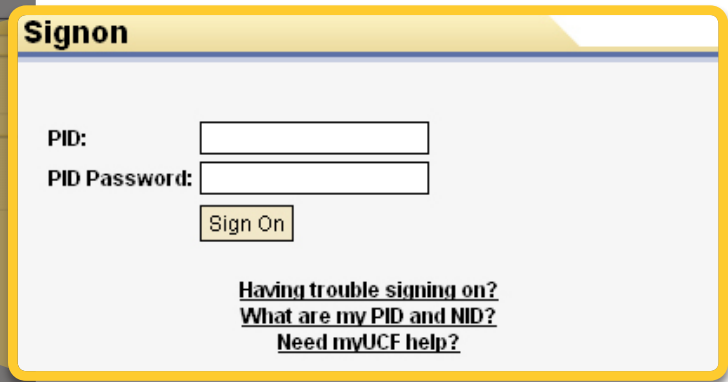 Signon
PID:
PID Password:
Sign On
Having trouble signing on?
What are my PID and NID?
Need myUCF help?